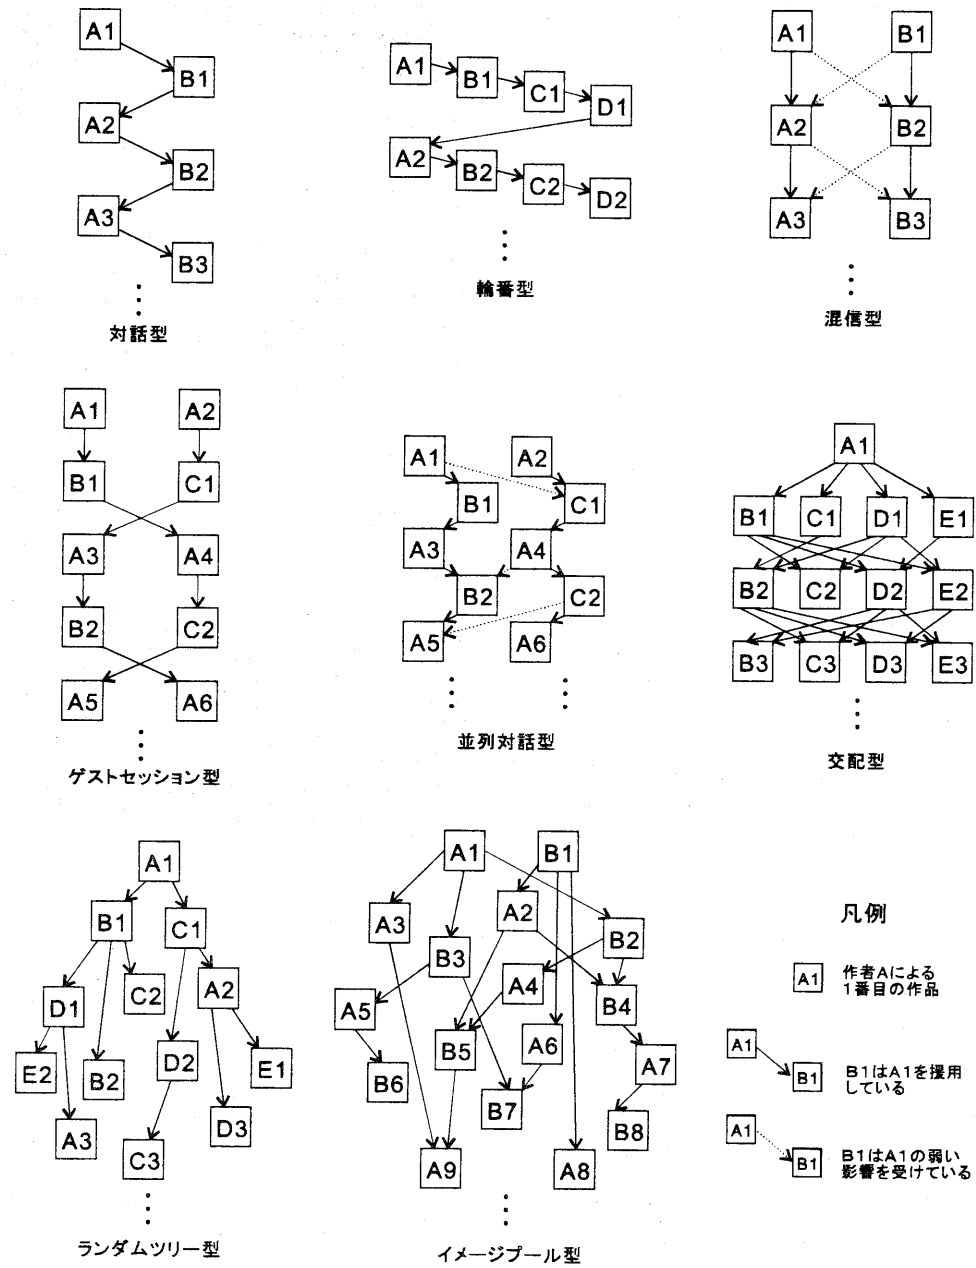 A1
B1
A2
B2
A3
B3
対話型
A1
B1
C1
D1
A2
B2
C2
D2
輪番型
A1 B1
A2 B2
A3 B3
混信型
A1 A2
B1 C1
A3 A4
B2 C2
A5 A6
ゲストセッション型
A1 A2
B1 C1
A3 A4
B2 C2
A5 A6
並列対話型
A1
B1 C1 D1 E1
B2 C2 D2 E2
B3 C3 D3 E3
交配型
A1
B1 C1
D1 C2 A2
E2 B2 D2 E1
A3 C3 D3
ランダムツリー型
A1 B1
A3 A2 B2
B3 A4
A5 B4
B5 A6 A7
B6 B7 B8
A9 A8
イメージプール型
凡例
A1 作者Aによる
1番目の作品
A1
B1 B1はA1を援用
している
A1
B1 B1はA1の弱い
影響を受けている